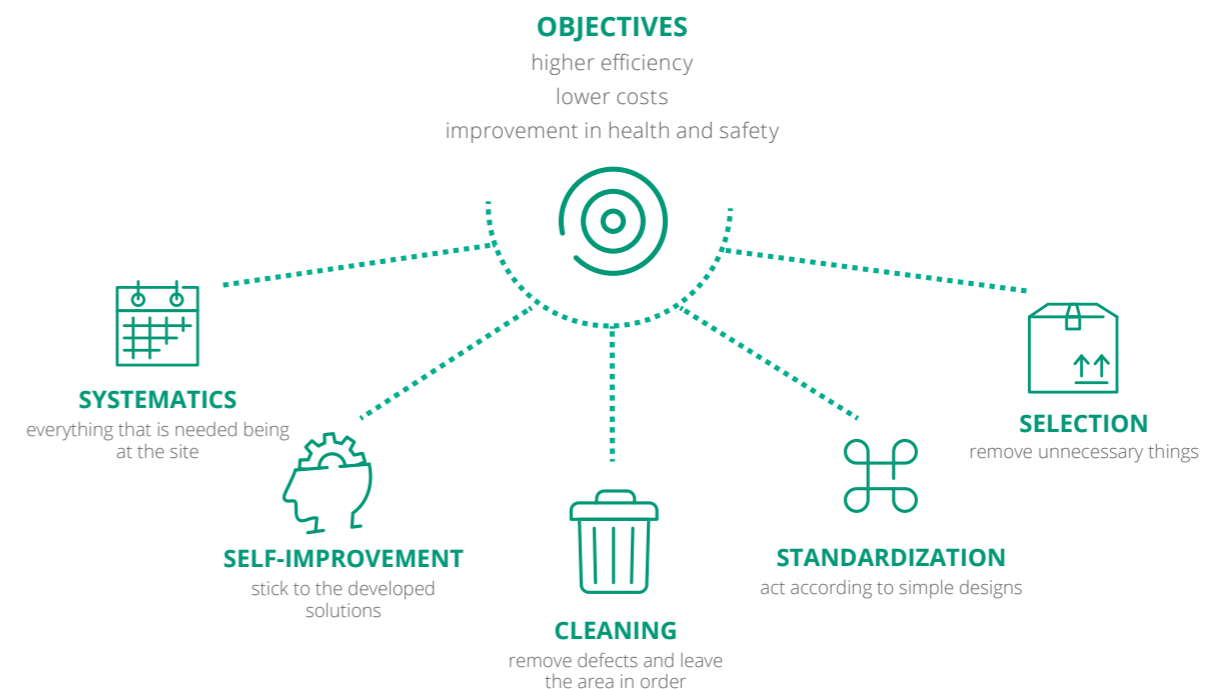 OBJECTIVES
higher efficiency
lower costs
improvement in health and safety
SYSTEMATICS
everything that is needed being
at the site
SELF-IMPROVEMENT
stick to the developed
solutions
CLEANING
remove defects and leave
the area in order
STANDARDIZATION
act according to simple designs
SELECTION
remove unnecessary things